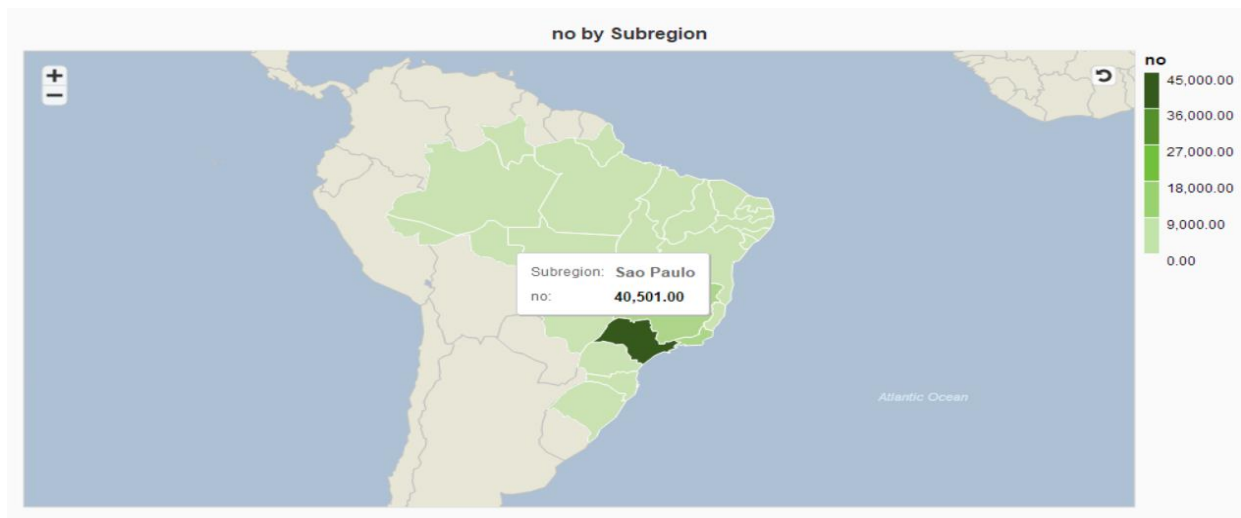 no by Subregion
+
−
no
45,000.00
36,000.00
27,000.00
18,000.00
9,000.00
0.00
Subregion: Sao Paulo
no: 40,501.00
Atlantic Ocean